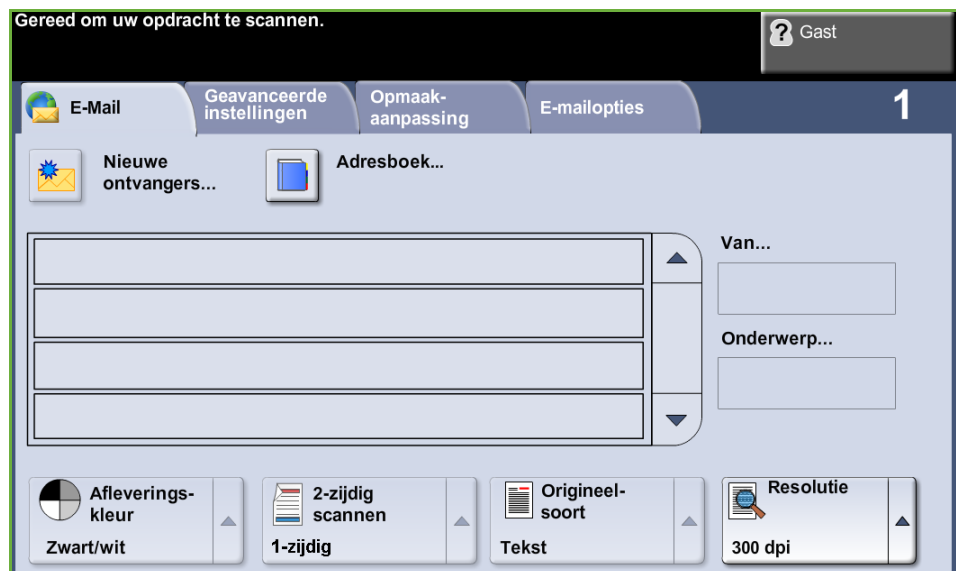 Gereed om uw opdracht te scannen.
Gast
E-Mail
Geavanceerde
instellingen
Opmaak-
aanpassing
E-mailopties
1
Nieuwe
ontvangers...
Adresboek...
Van...
Onderwerp...
Afleverings-
kleur
Zwart/wit
2-zijdig
scannen
1-zijdig
Origineel-
soort
Tekst
Resolutie
300 dpi